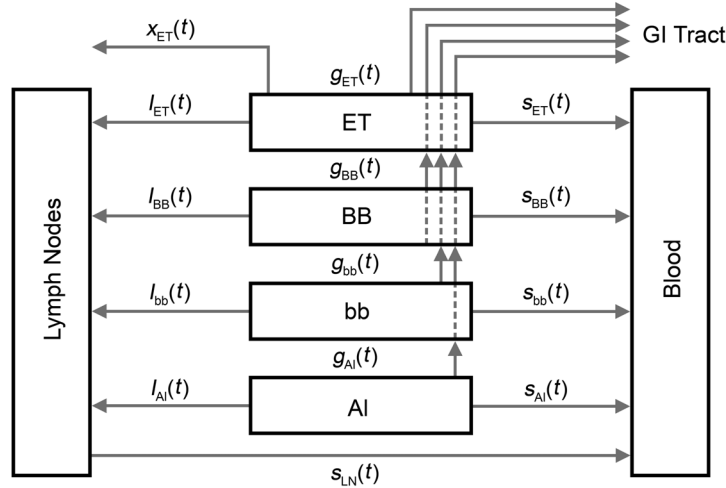 x_ET(t)
GI Tract
g_ET(t)
l_ET(t)
ET
s_ET(t)
g_BB(t)
l_BB(t)
BB
s_BB(t)
Lymph Nodes
Blood
g_bb(t)
l_bb(t)
bb
s_bb(t)
g_AI(t)
l_AI(t)
AI
s_AI(t)
s_LN(t)